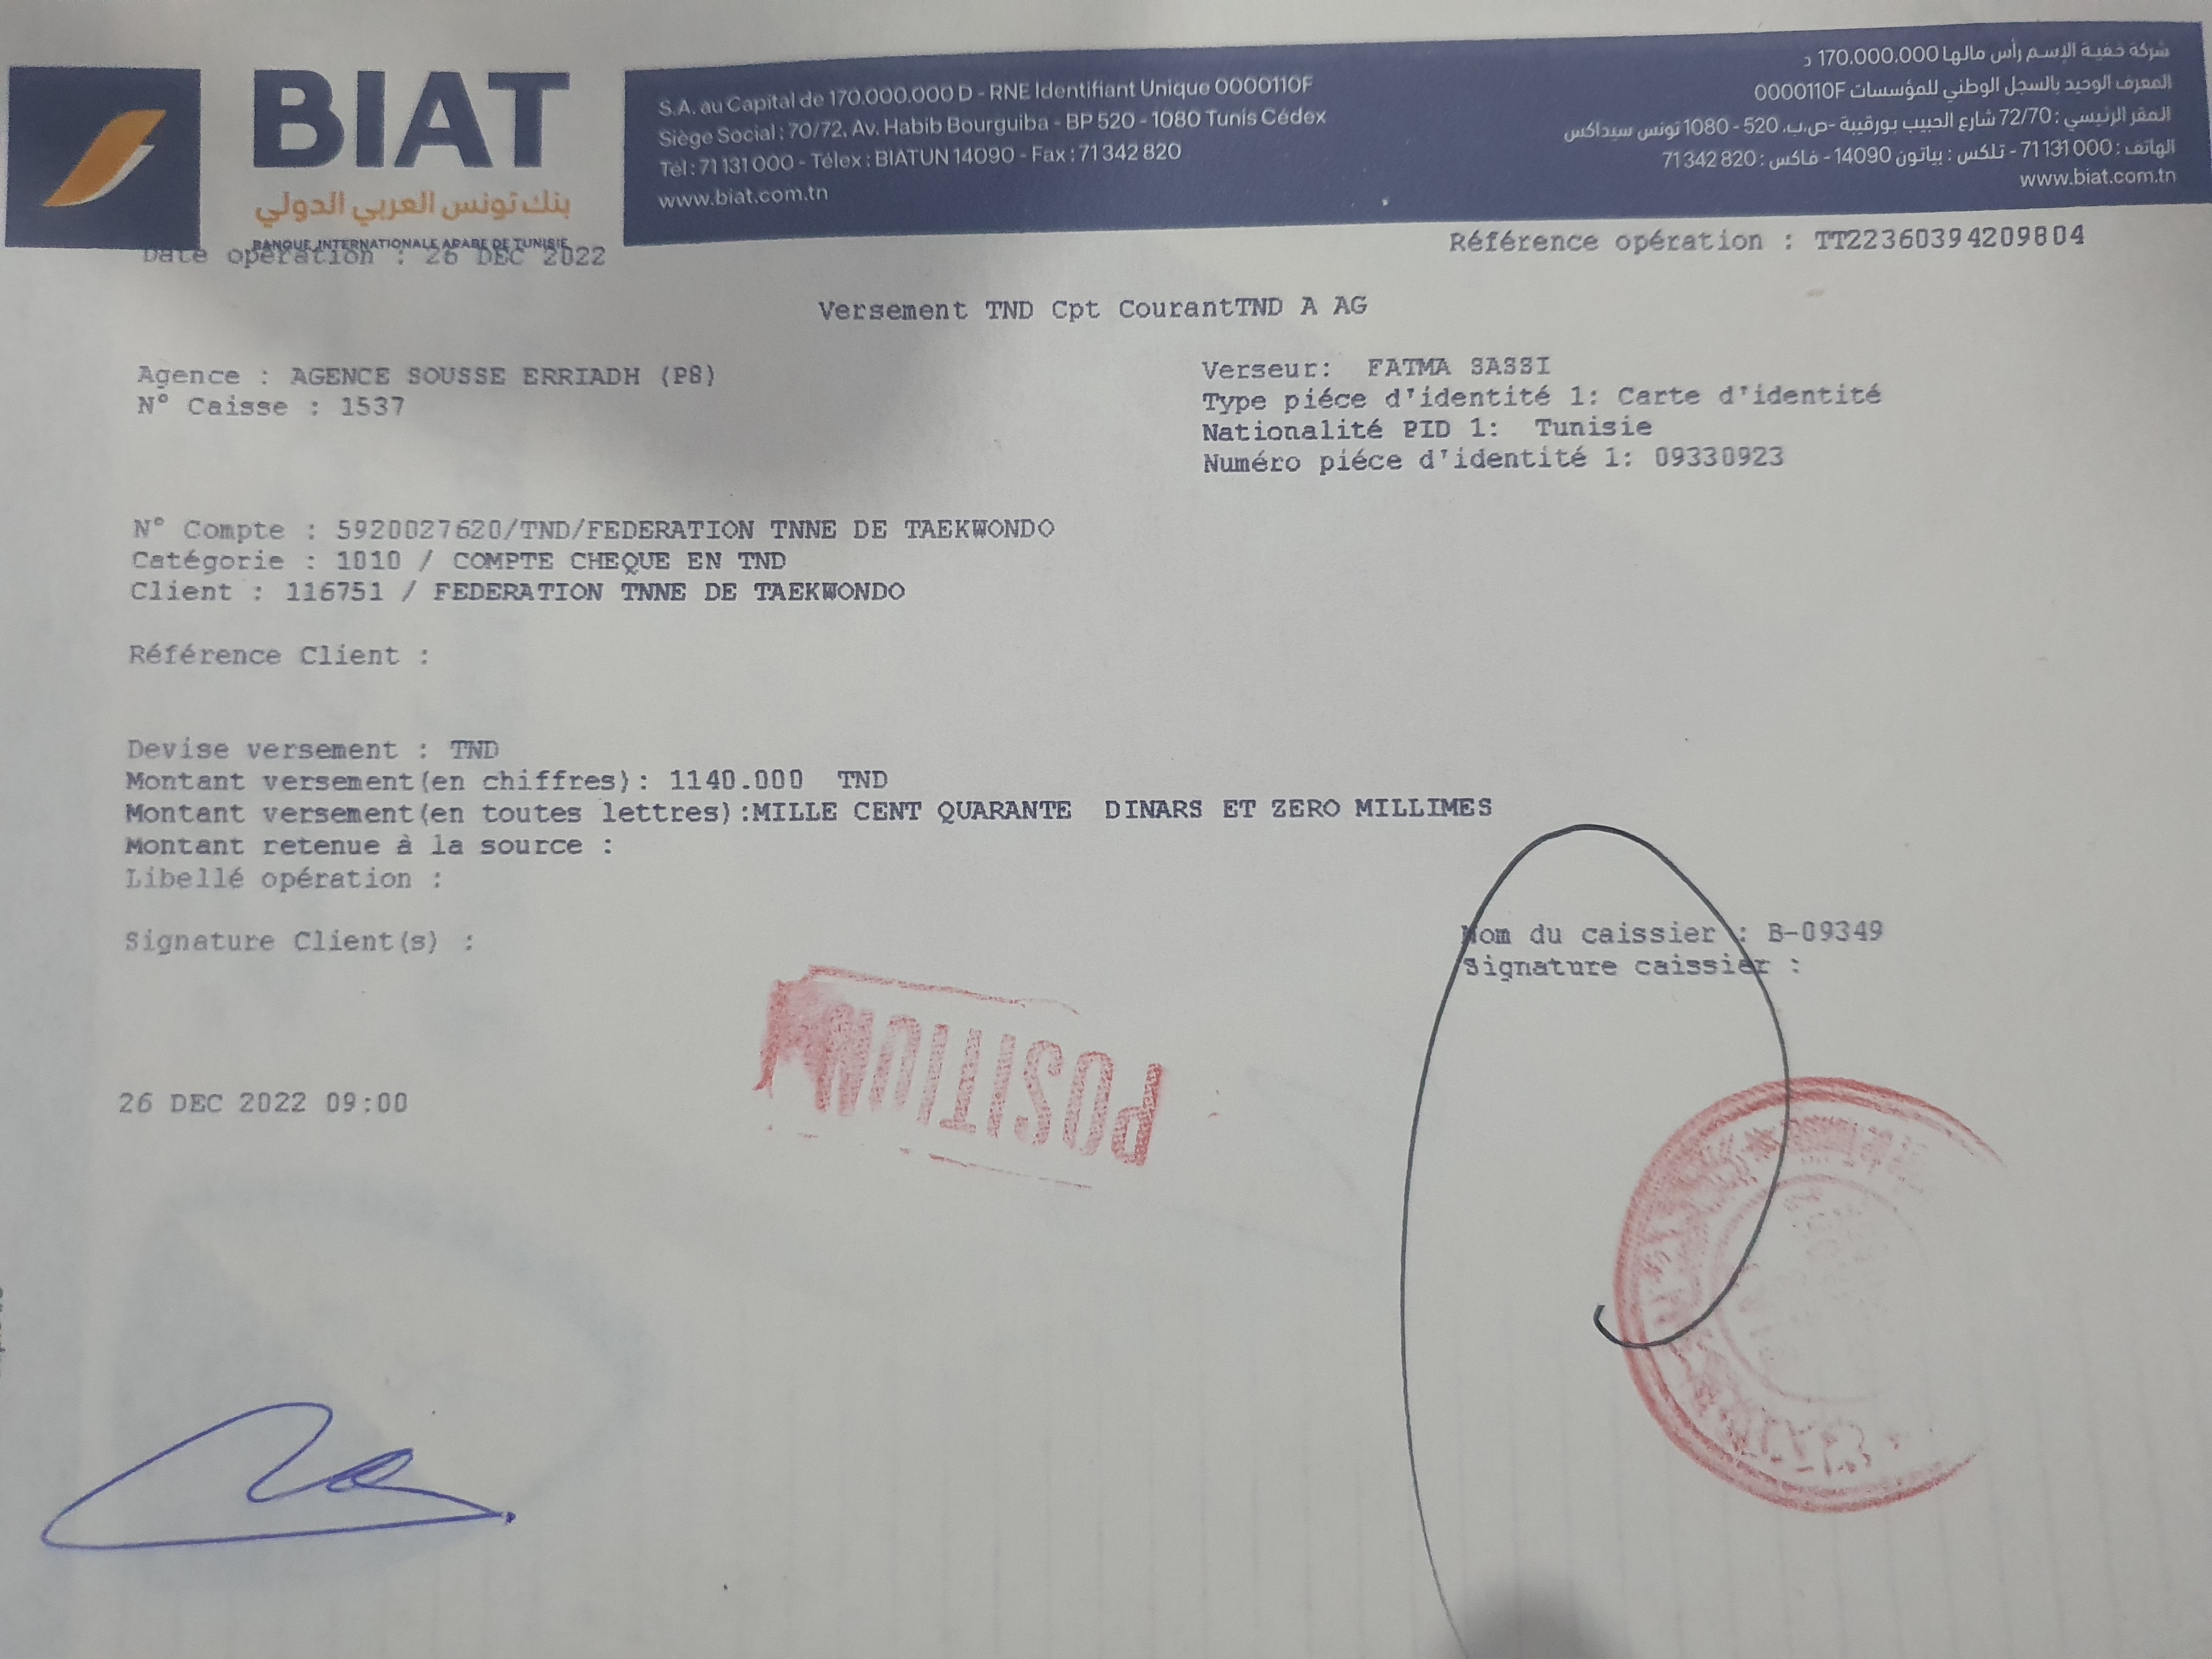 BIAT
بنك تونس العربي الدولي
BANQUE INTERNATIONALE ARABE DE TUNISIE
S.A. au Capital de 170.000.000 D - RNE Identifiant Unique 0000110F
Siège Social : 70/72, Av. Habib Bourguiba - BP 520 - 1080 Tunis Cédex
Tél : 71 131 000 - Télex : BIATUN 14090 - Fax : 71 342 820
www.biat.com.tn
شركة خفية الإسم رأس مالها 170.000.000 د
المعرف الوحيد بالسجل الوطني للمؤسسات 0000110F
المقر الرئيسي : 72/70 شارع الحبيب بورقيبة -ص.ب. 520 - 1080 تونس سيداكس
الهاتف : 71 131 000 - تلكس : بياتون 14090 - فاكس : 71 342 820
www.biat.com.tn
Date opération : 26 DEC 2022
Référence opération : TT22360394209804
Versement TND Cpt CourantTND A AG
Agence : AGENCE SOUSSE ERRIADH (P8)
N° Caisse : 1537
Verseur: FATMA SASSI
Type piéce d'identité 1: Carte d'identité
Nationalité PID 1: Tunisie
Numéro piéce d'identité 1: 09330923
N° Compte : 5920027620/TND/FEDERATION TNNE DE TAEKWONDO
Catégorie : 1010 / COMPTE CHEQUE EN TND
Client : 116751 / FEDERATION TNNE DE TAEKWONDO
Référence Client :
Devise versement : TND
Montant versement(en chiffres): 1140.000 TND
Montant versement(en toutes lettres):MILLE CENT QUARANTE DINARS ET ZERO MILLIMES
Montant retenue à la source :
Libellé opération :
Signature Client(s) :
Nom du caissier : B-09349
Signature caissier :
POSITION
26 DEC 2022 09:00